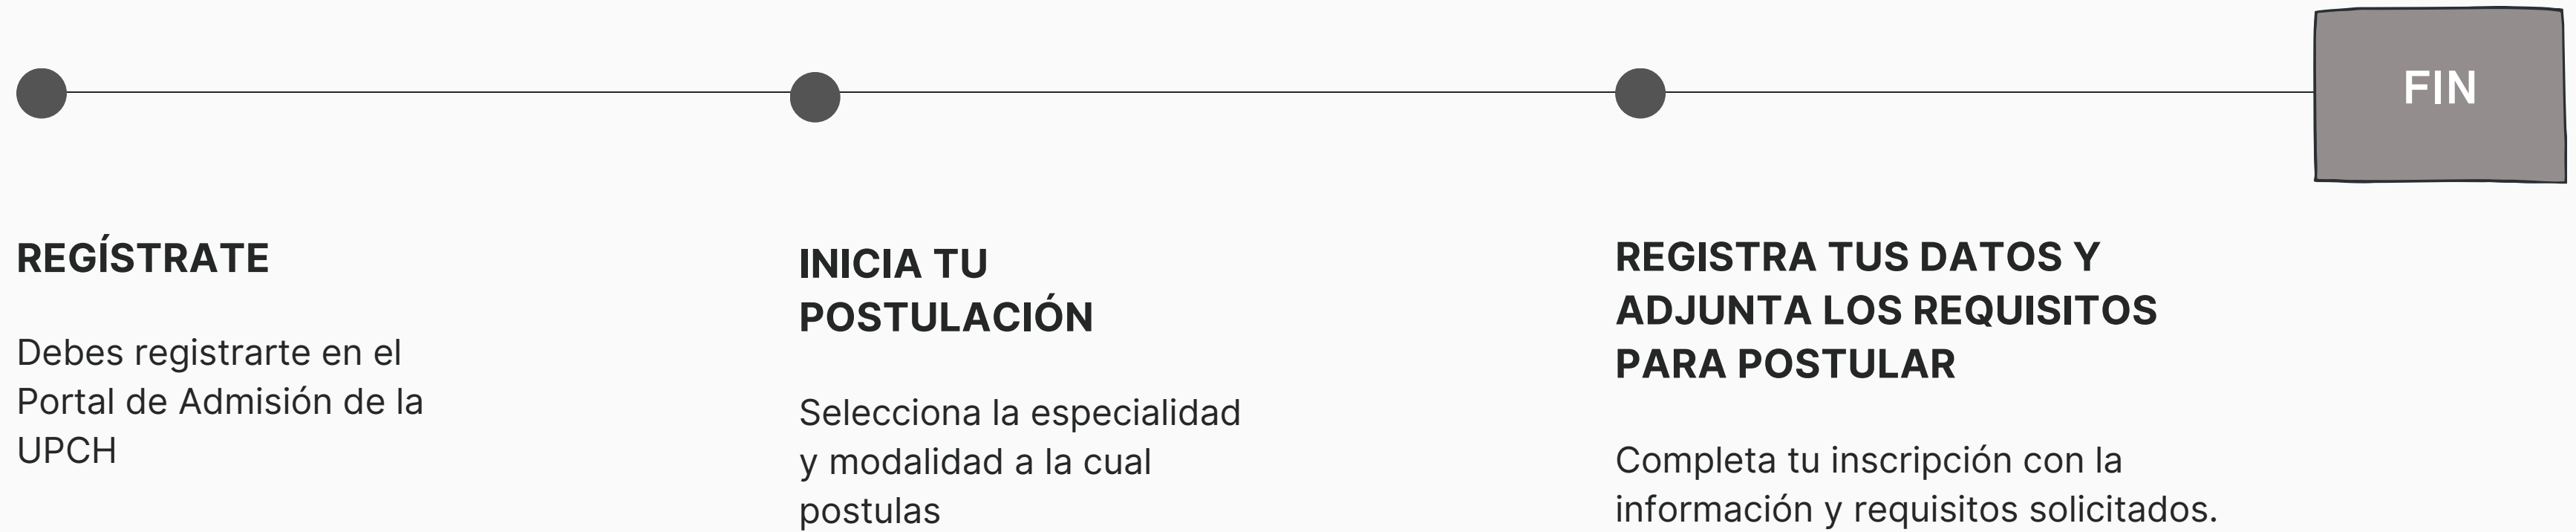 FIN
REGÍSTRATE
Debes registrarte en el
Portal de Admisión de la
UPCH
INICIA TU
POSTULACIÓN
Selecciona la especialidad
y modalidad a la cual
postulas
REGISTRA TUS DATOS Y
ADJUNTA LOS REQUISITOS
PARA POSTULAR
Completa tu inscripción con la
información y requisitos solicitados.